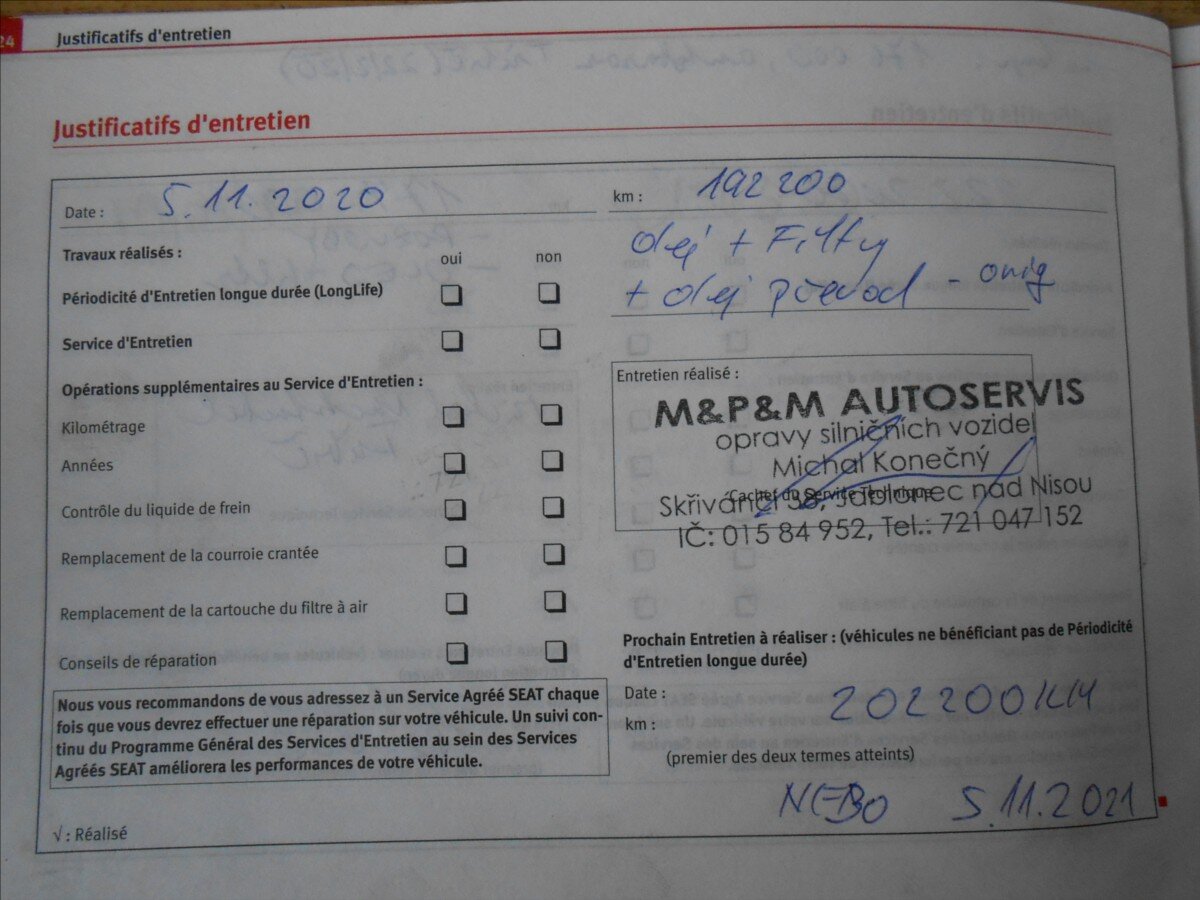 24 Justificatifs d'entretien
Justificatifs d'entretien
Date : 5.11.2020
km : 192 200
Travaux réalisés :
oui non
Périodicité d'Entretien longue durée (LongLife)
Service d'Entretien
Opérations supplémentaires au Service d'Entretien :
Kilométrage
Années
Contrôle du liquide de frein
Remplacement de la courroie crantée
Remplacement de la cartouche du filtre à air
Conseils de réparation
Nous vous recommandons de vous adressez à un Service Agréé SEAT chaque
fois que vous devrez effectuer une réparation sur votre véhicule. Un suivi con-
tinu du Programme Général des Services d'Entretien au sein des Services
Agréés SEAT améliorera les performances de votre véhicule.
√ : Réalisé
olej + Filtry
+ olej převod - orig
Entretien réalisé :
M&P&M AUTOSERVIS
opravy silničních vozidel
Michal Konečný
Cachet du Service Technique
Skřivánčí 38, Jablonec nad Nisou
IČ: 015 84 952, Tel.: 721 047 152
Prochain Entretien à réaliser : (véhicules ne bénéficiant pas de Périodicité
d'Entretien longue durée)
Date :
202200KM
km :
(premier des deux termes atteints)
NEBO 5.11.2021